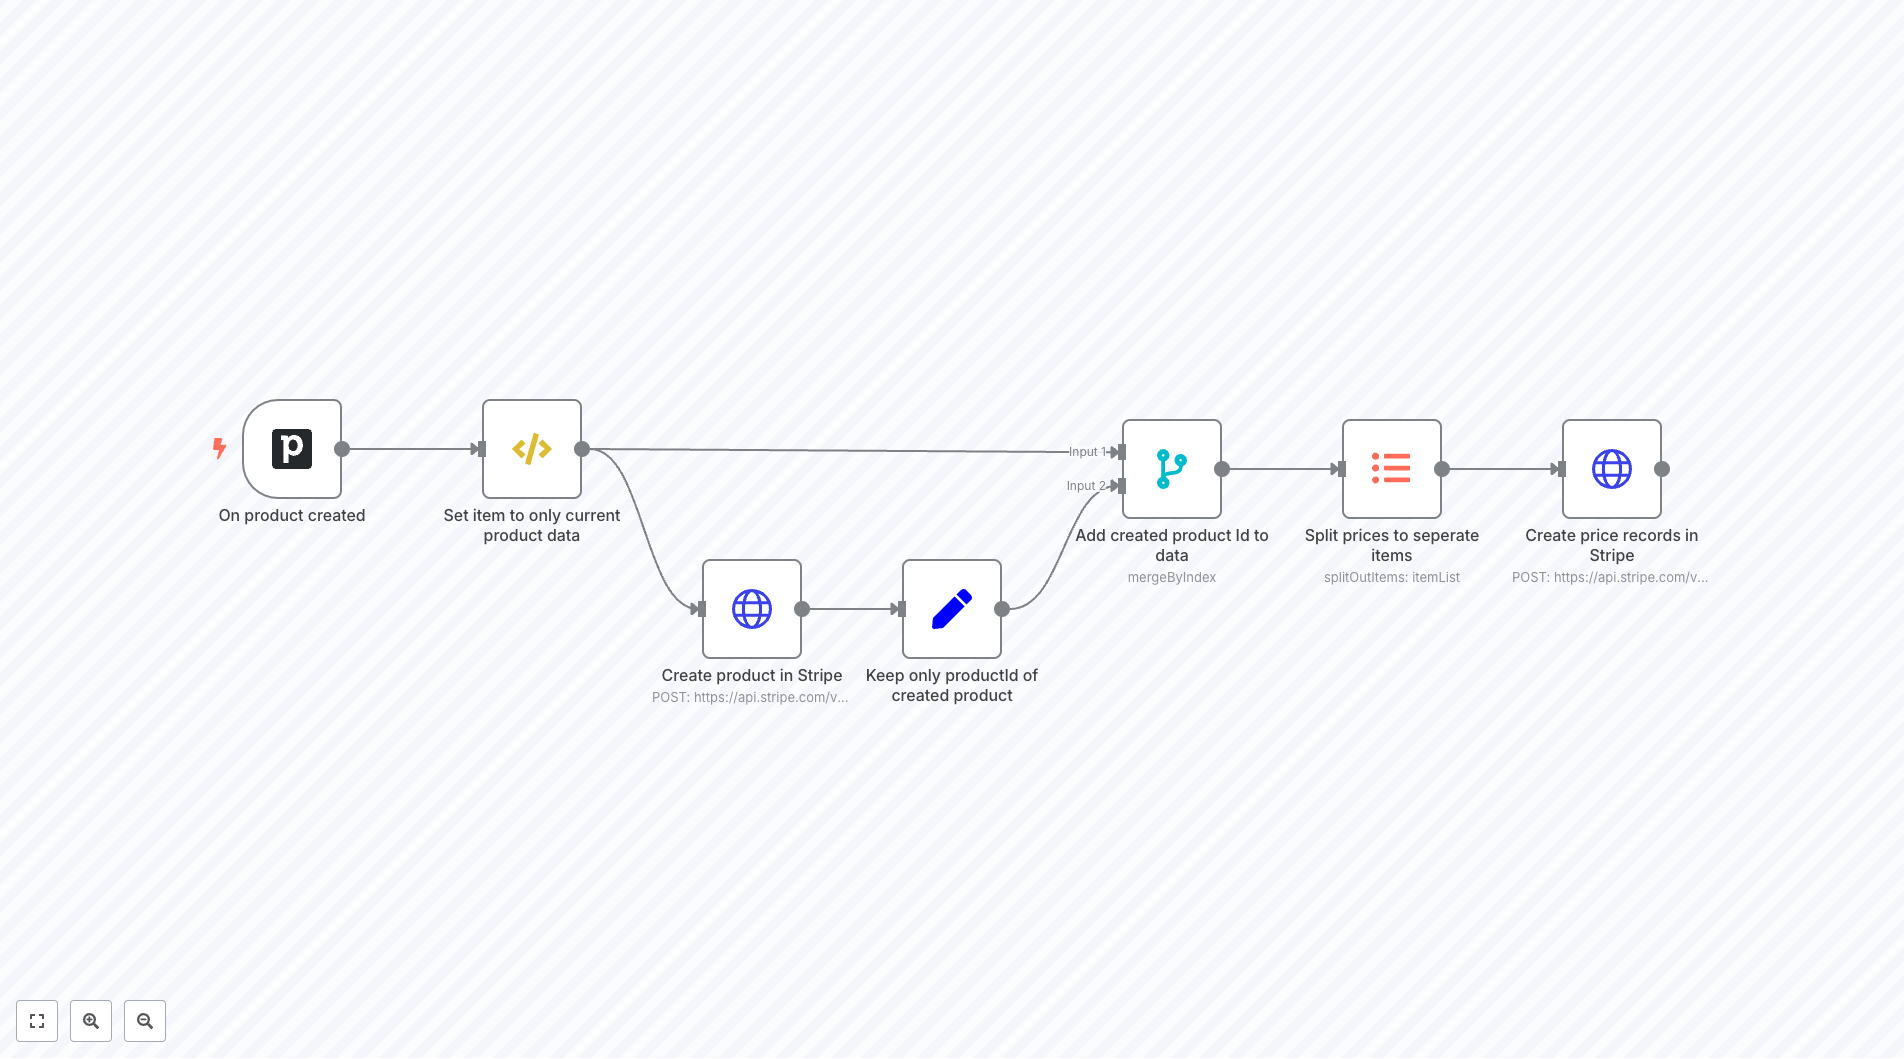 On product created
Set item to only current
product data
Input 1
Input 2
Add created product Id to
data
mergeByIndex
Split prices to seperate
items
splitOutItems: itemList
Create price records in
Stripe
POST: https://api.stripe.com/v...
Create product in Stripe
POST: https://api.stripe.com/v...
Keep only productId of
created product